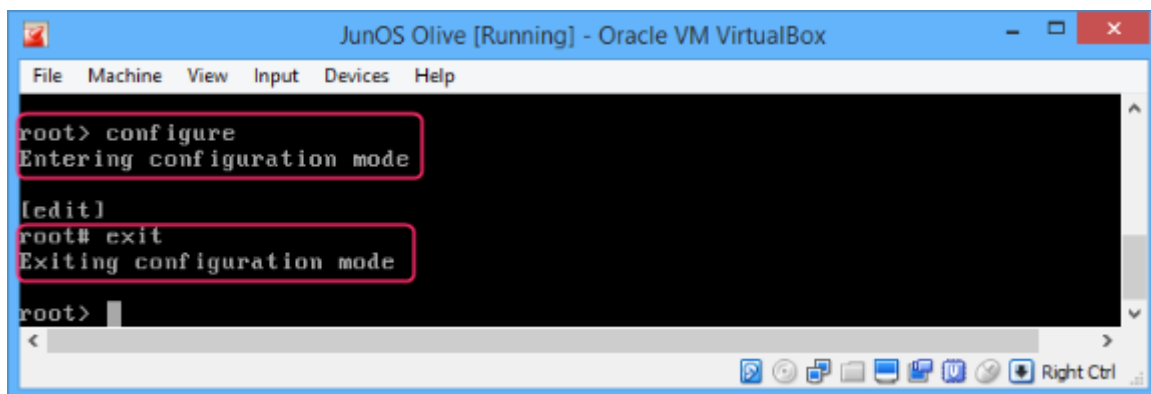 JunOS Olive [Running] - Oracle VM VirtualBox
File Machine View Input Devices Help
root> configure
Entering configuration mode
[edit]
root# exit
Exiting configuration mode
root>
Right Ctrl